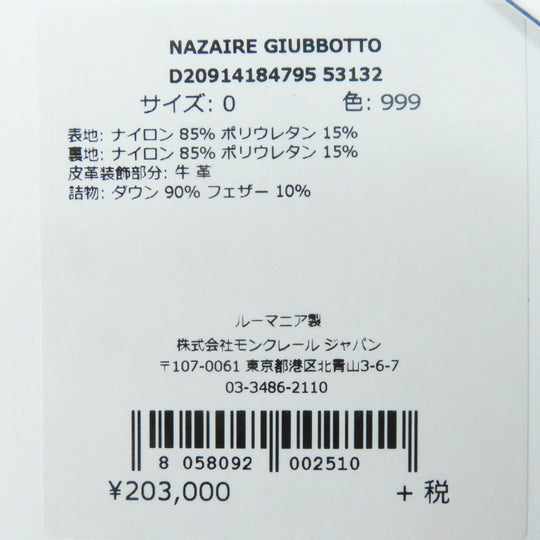 NAZAIRE GIUBBOTTO
D20914184795 53132
サイズ: 0 色: 999
表地: ナイロン 85% ポリウレタン 15%
裏地: ナイロン 85% ポリウレタン 15%
皮革装飾部分: 牛 革
詰物: ダウン 90% フェザー 10%
ルーマニア製
株式会社モンクレール ジャパン
〒107-0061 東京都港区北青山3-6-7
03-3486-2110
8 058092 002510
¥203,000 + 税